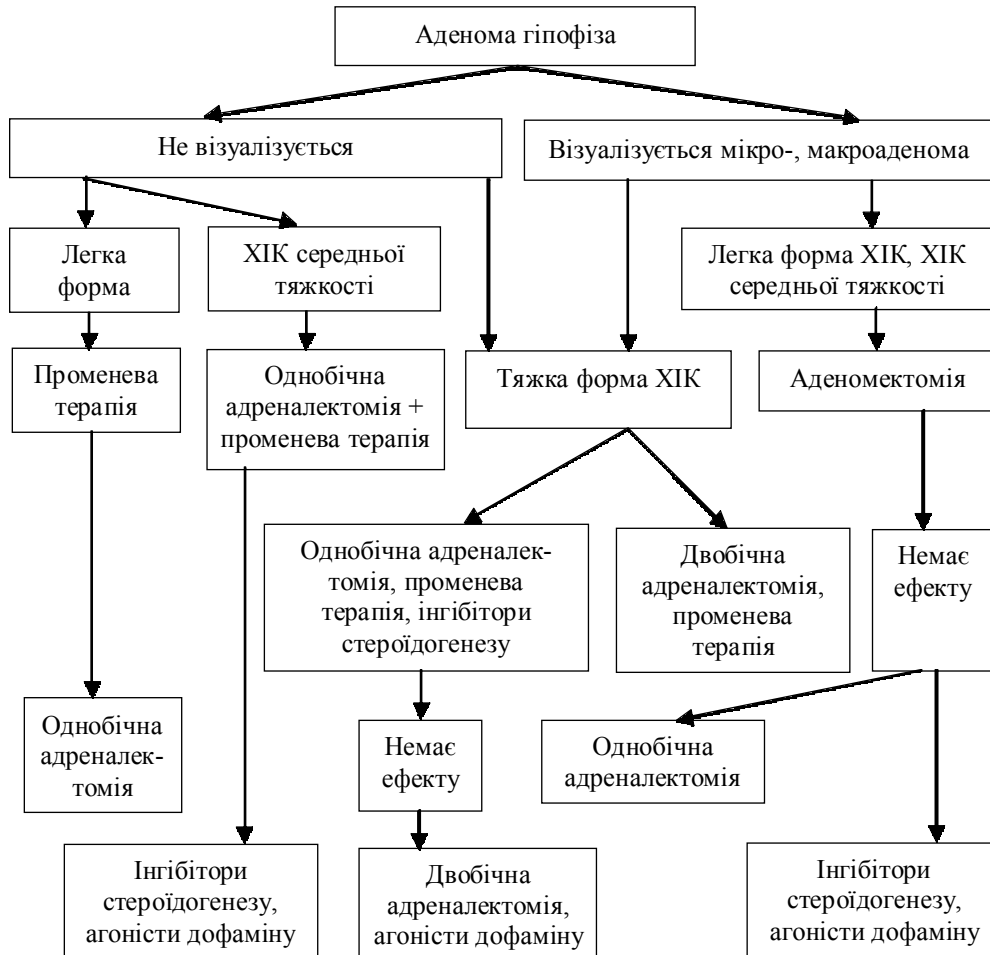 Аденома гіпофіза
Не візуалізується
Візуалізується мікро-, макроаденома
Легка
форма
ХІК середньої
тяжкості
Легка форма ХІК, ХІК
середньої тяжкості
Променева
терапія
Однобічна
адреналектомія +
променева терапія
Тяжка форма ХІК
Аденомектомія
Однобічна адреналек-
томія, променева
терапія, інгібітори
стероїдогенезу
Двобічна
адреналектомія,
променева
терапія
Немає
ефекту
Однобічна
адреналек-
томія
Немає
ефекту
Однобічна
адреналектомія
Інгібітори
стероїдогенезу,
агоністи дофаміну
Двобічна
адреналектомія,
агоністи дофаміну
Інгібітори
стероїдогенезу,
агоністи дофаміну